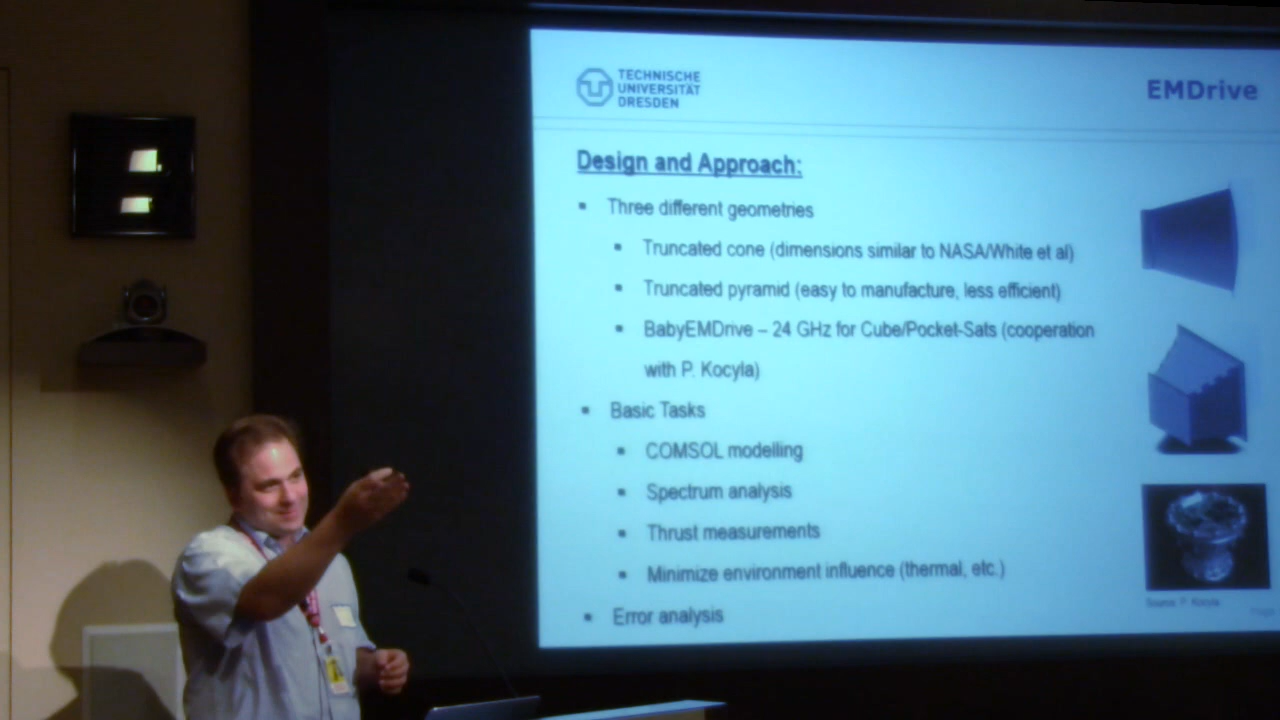 TECHNISCHE
UNIVERSITÄT
DRESDEN
EMDrive
Design and Approach:
▪ Three different geometries
▪ Truncated cone (dimensions similar to NASA/White et al)
▪ Truncated pyramid (easy to manufacture, less efficient)
▪ BabyEMDrive – 24 GHz for Cube/Pocket-Sats (cooperation
with P. Kocyla)
▪ Basic Tasks
▪ COMSOL modelling
▪ Spectrum analysis
▪ Thrust measurements
▪ Minimize environment influence (thermal, etc.)
▪ Error analysis
Source: P. Kocyla